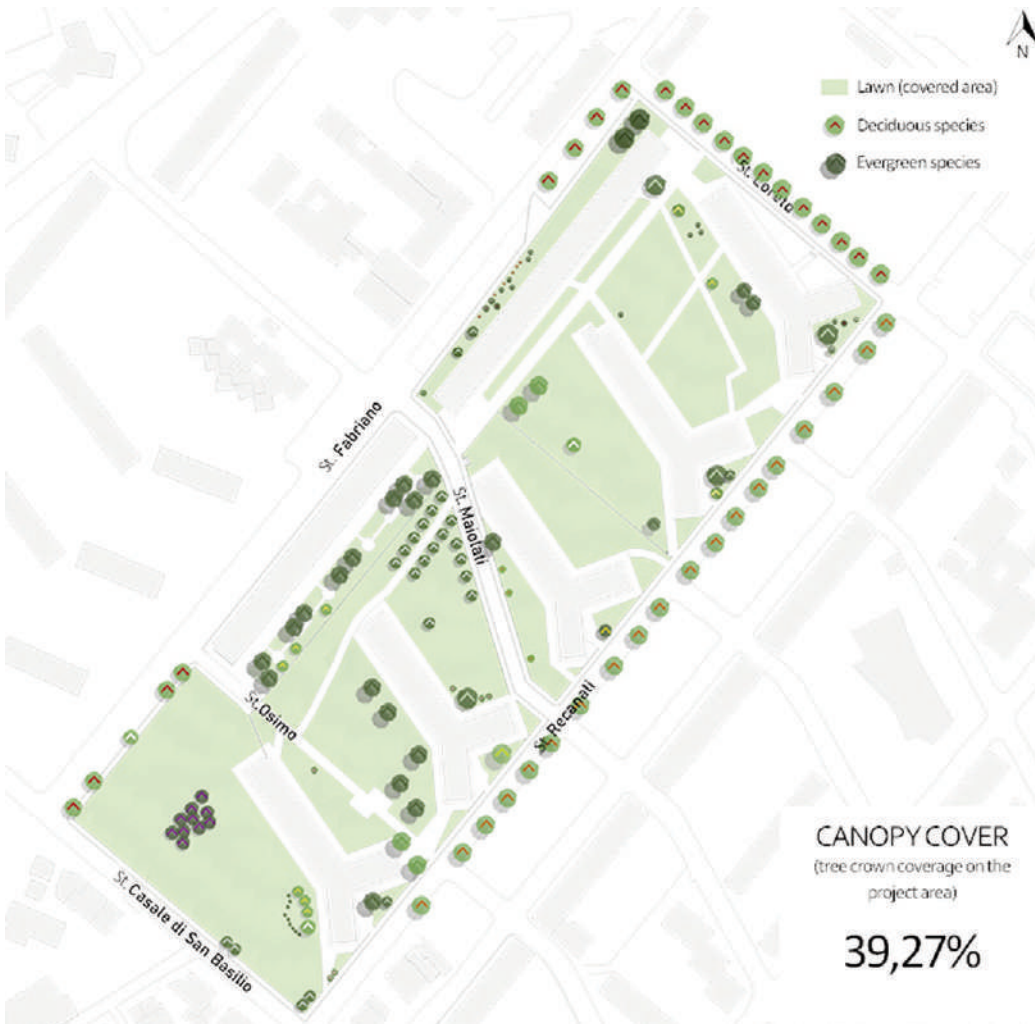 N
Lawn (covered area)
Deciduous species
Evergreen species
St. Loreto
St. Fabriano
St. Maiolati
St. Osimo
St. Recanati
St. Casale di San Basilio
CANOPY COVER
(tree crown coverage on the
project area)
39,27%